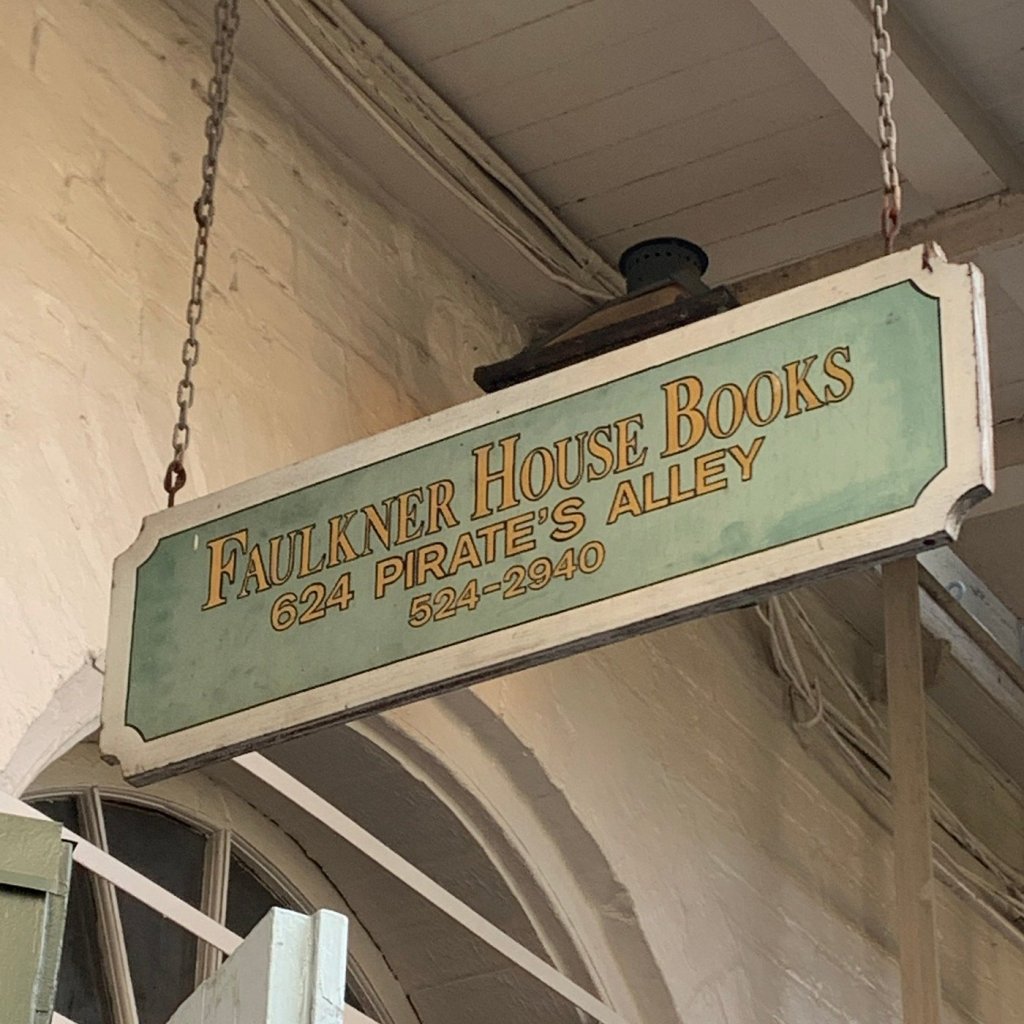 FAULKNER HOUSE BOOKS
624 PIRATE'S ALLEY
524-2940